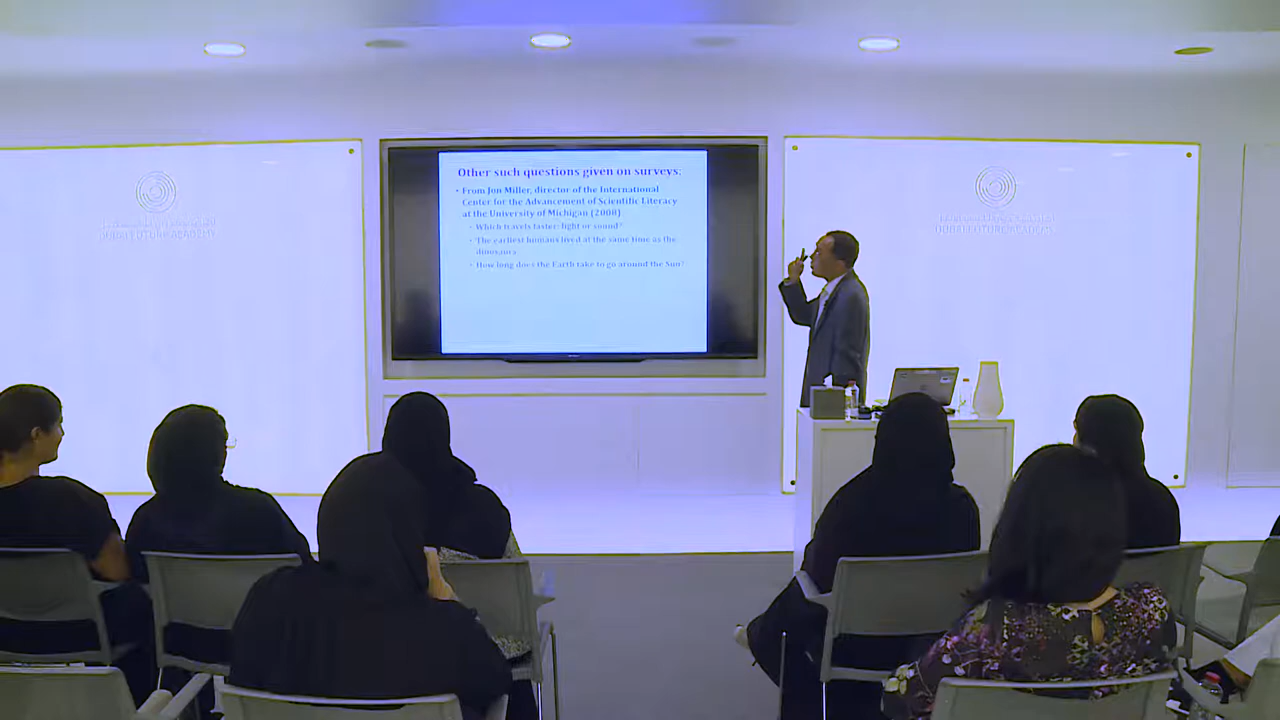 Other such questions given on surveys:
• From Jon Miller, director of the International
Center for the Advancement of Scientific Literacy
at the University of Michigan (2008)
• Which travels faster: light or sound?
• The earliest humans lived at the same time as the
dinosaurs
• How long does the Earth take to go around the Sun?
DUBAI FUTURE ACADEMY
DUBAI FUTURE ACADEMY